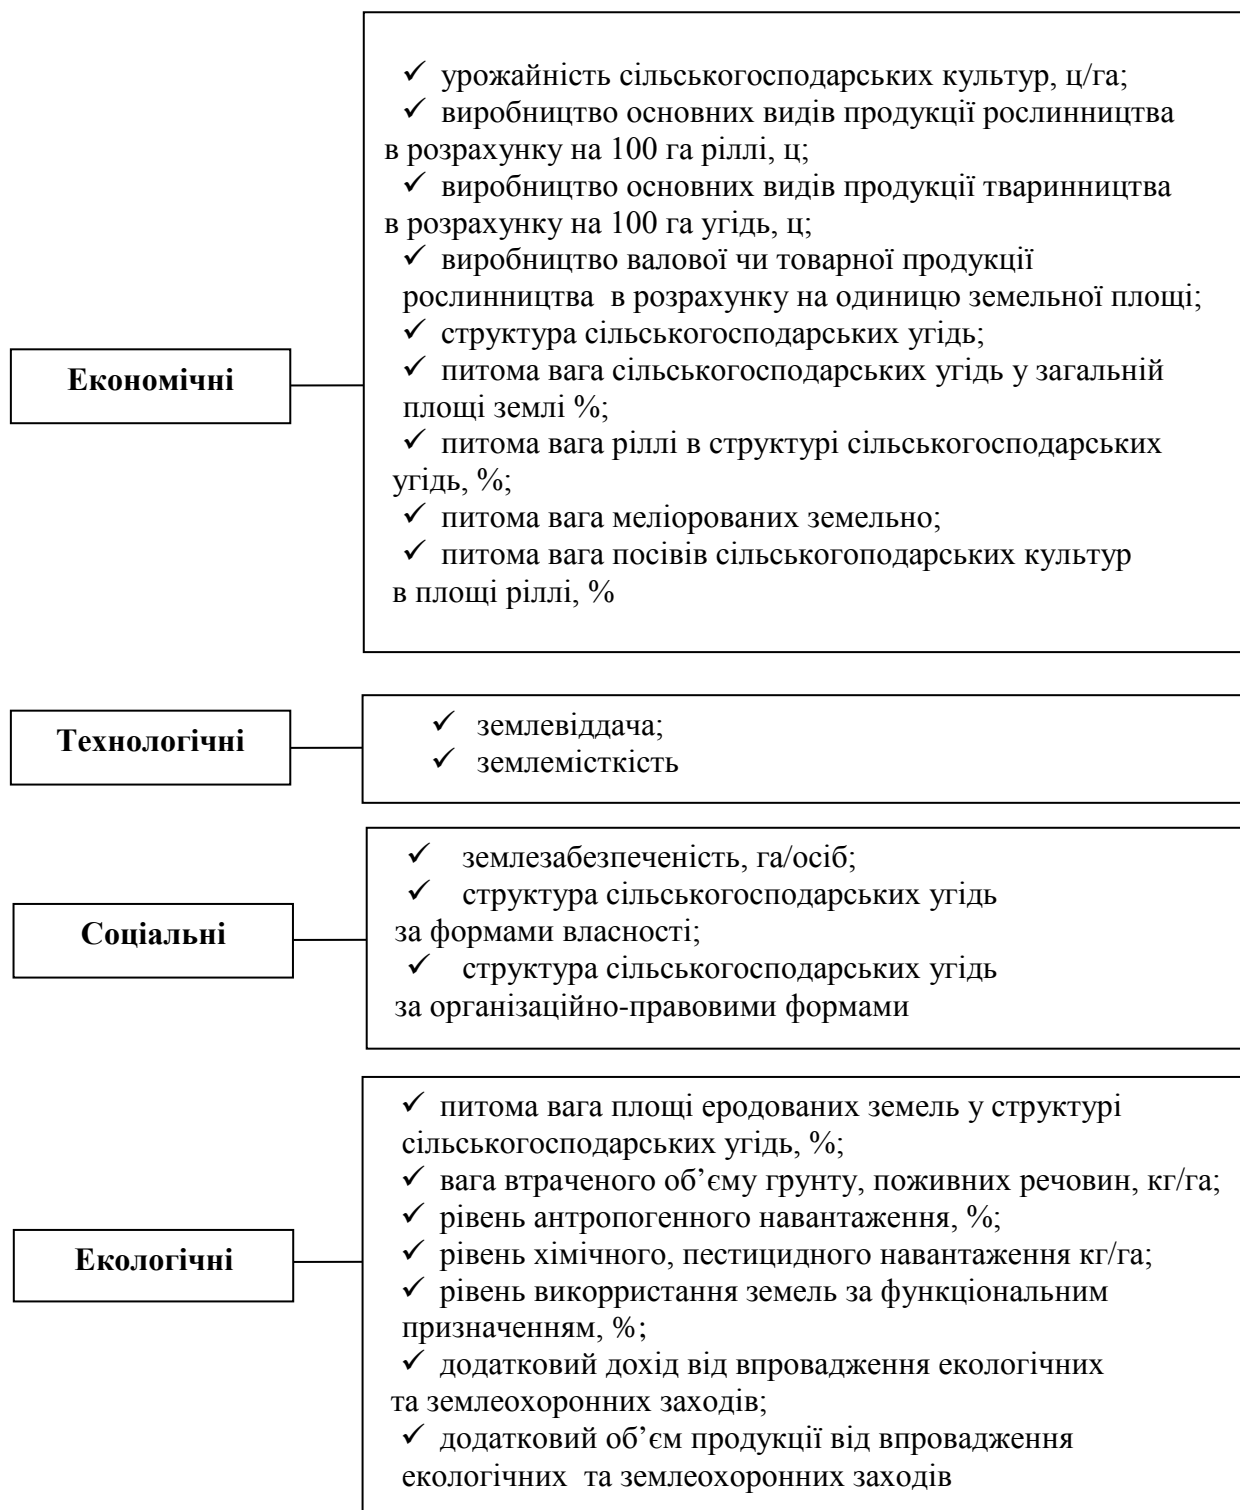 ✓ урожайність сільськогосподарських культур, ц/га;
✓ виробництво основних видів продукції рослинництва
в розрахунку на 100 га ріллі, ц;
✓ виробництво основних видів продукції тваринництва
в розрахунку на 100 га угідь, ц;
✓ виробництво валової чи товарної продукції
рослинництва в розрахунку на одиницю земельної площі;
✓ структура сільськогосподарських угідь;
Економічні
✓ питома вага сільськогосподарських угідь у загальній
площі землі %;
✓ питома вага ріллі в структурі сільськогосподарських
угідь, %;
✓ питома вага меліорованих земельно;
✓ питома вага посівів сільськогоподарських культур
в площі ріллі, %
Технологічні
✓ землевіддача;
✓ землемісткість
Соціальні
✓ землезабезпеченість, га/осіб;
✓ структура сільськогосподарських угідь
за формами власності;
✓ структура сільськогосподарських угідь
за організаційно-правовими формами
Екологічні
✓ питома вага площі еродованих земель у структурі
сільськогосподарських угідь, %;
✓ вага втраченого об’єму грунту, поживних речовин, кг/га;
✓ рівень антропогенного навантаження, %;
✓ рівень хімічного, пестицидного навантаження кг/га;
✓ рівень викорристання земель за функціональним
призначенням, %;
✓ додатковий дохід від впровадження екологічних
та землеохоронних заходів;
✓ додатковий об’єм продукції від впровадження
екологічних та землеохоронних заходів